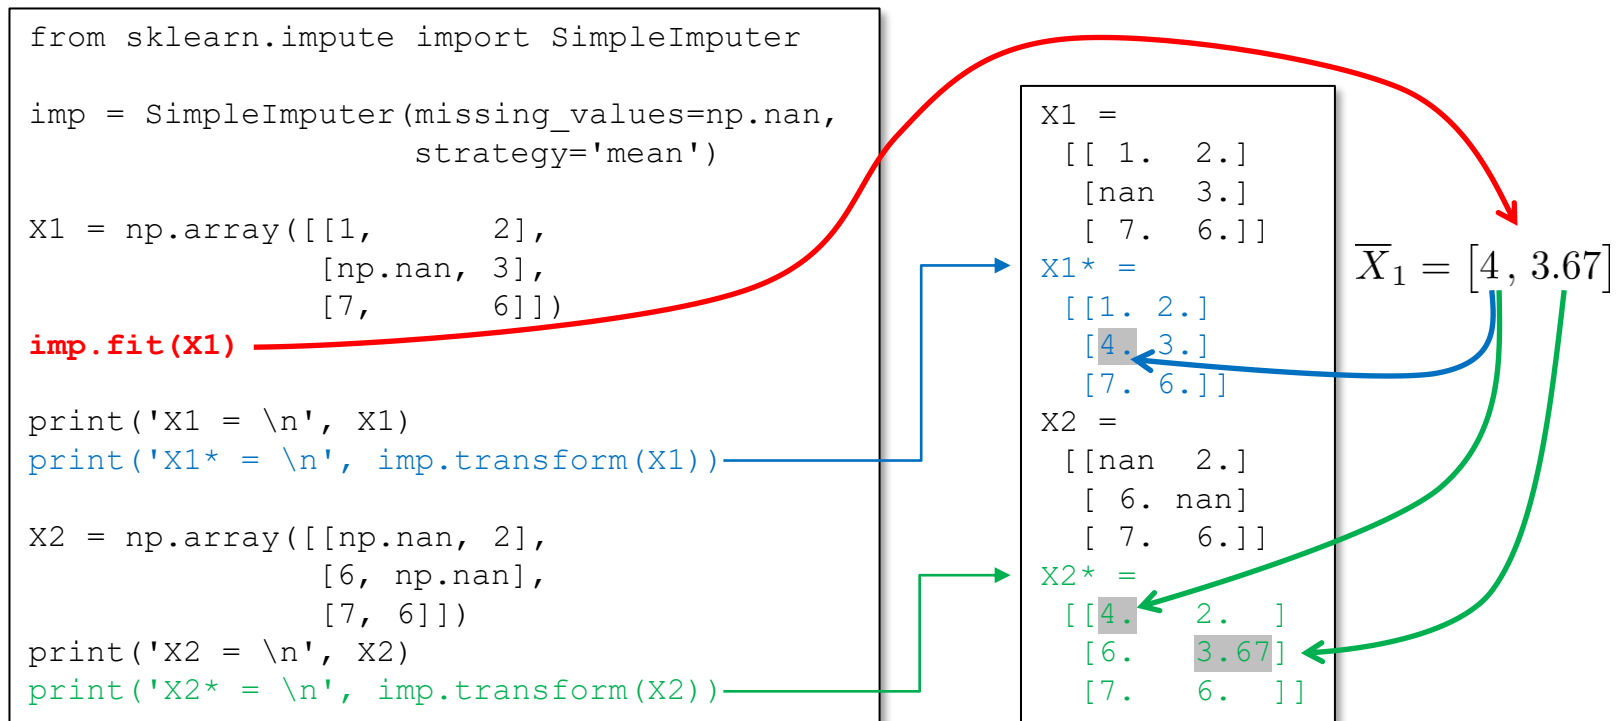 from sklearn.impute import SimpleImputer
imp = SimpleImputer(missing_values=np.nan,
                    strategy='mean')
X1 = np.array([[1,      2],
               [np.nan, 3],
               [7,      6]])
imp.fit(X1)
print('X1 = \n', X1)
print('X1* = \n', imp.transform(X1))
X2 = np.array([[np.nan, 2],
               [6, np.nan],
               [7, 6]])
print('X2 = \n', X2)
print('X2* = \n', imp.transform(X2))
X1 =
 [[ 1.  2.]
  [nan  3.]
  [ 7.  6.]]
X1* =
 [[1. 2.]
  [4. 3.]
  [7. 6.]]
X2 =
 [[nan  2.]
  [ 6. nan]
  [ 7.  6.]]
X2* =
 [[4.   2.  ]
  [6.   3.67]
  [7.   6.  ]]
X̅₁ = [4, 3.67]